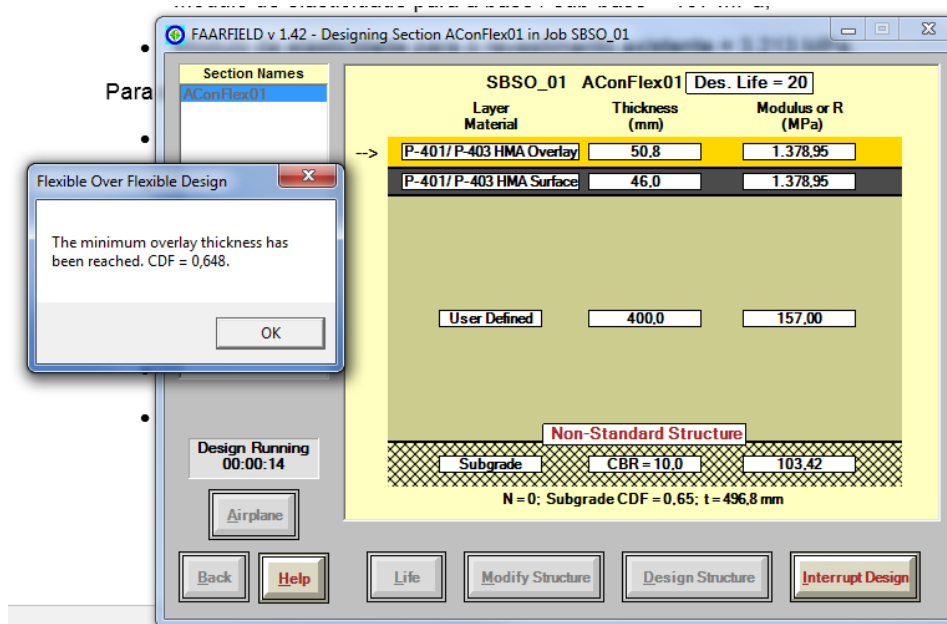 FAARFIELD v 1.42 - Designing Section AConFlex01 in Job SBSO_01
Para
Section Names
AConFlex01
SBSO_01 AConFlex01 Des. Life = 20
Layer Material Thickness (mm) Modulus or R (MPa)
--> P-401/ P-403 HMA Overlay 50,8 1.378,95
P-401/ P-403 HMA Surface 46,0 1.378,95
User Defined 400,0 157,00
Non-Standard Structure
Subgrade CBR = 10,0 103,42
N = 0; Subgrade CDF = 0,65; t = 496,8 mm
Flexible Over Flexible Design
The minimum overlay thickness has
been reached. CDF = 0,648.
OK
Design Running
00:00:14
Airplane
Back Help Life Modify Structure Design Structure Interrupt Design